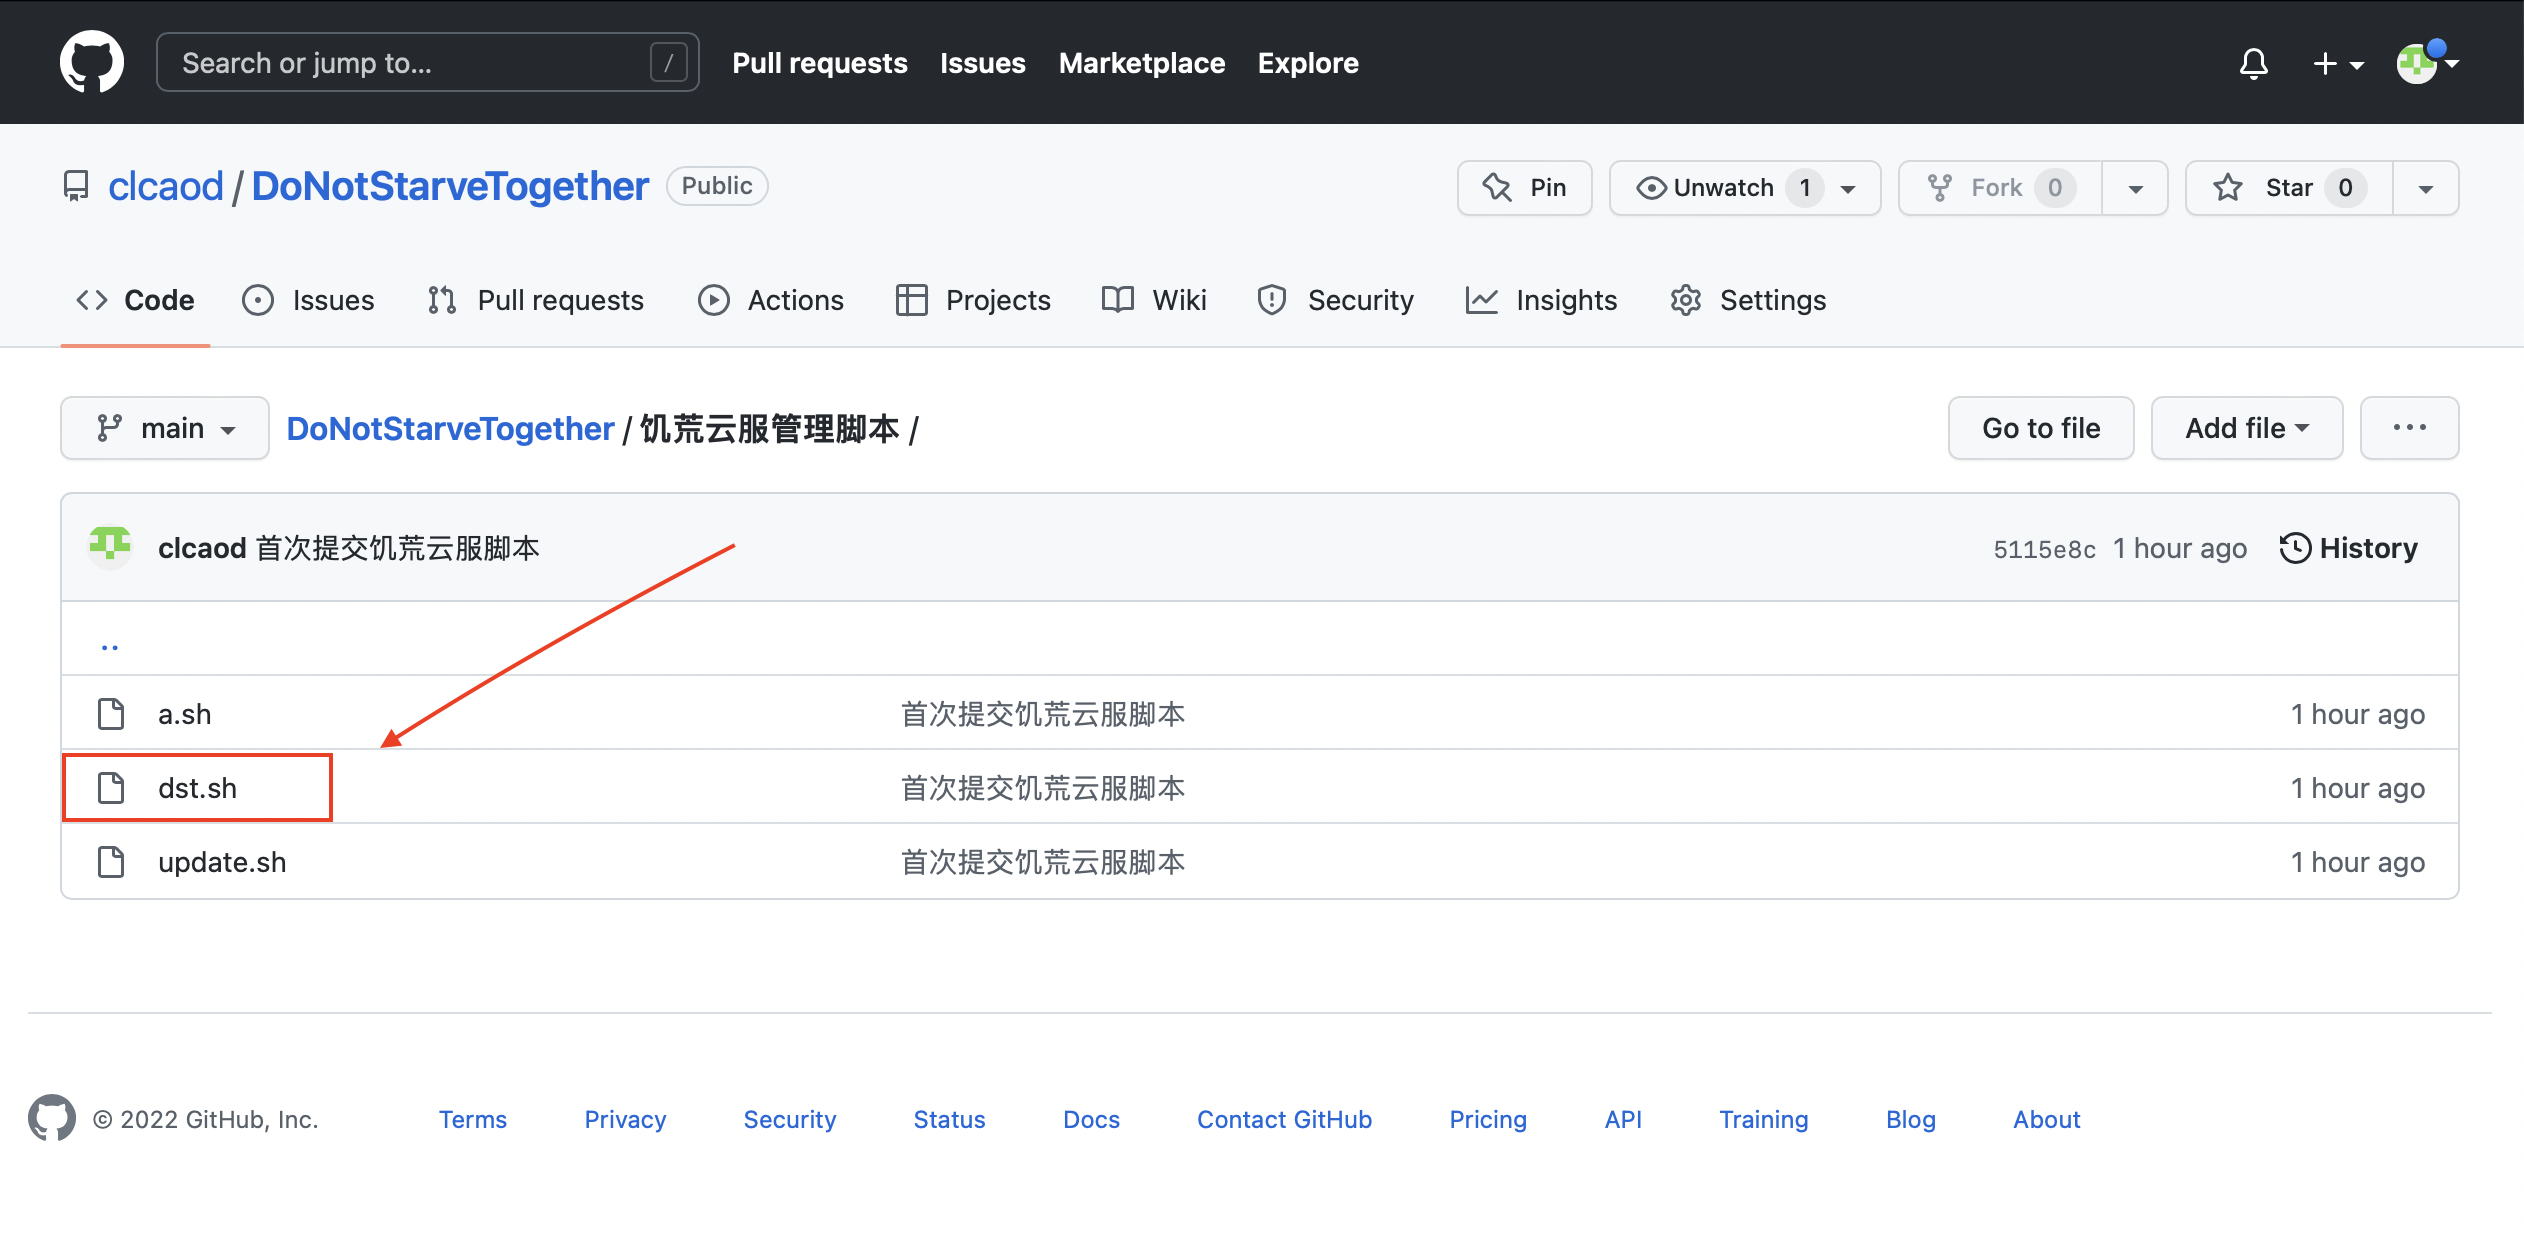 Search or jump to... /
Pull requests Issues Marketplace Explore
clcaod / DoNotStarveTogether Public
Pin Unwatch 1 Fork 0 Star 0
Code Issues Pull requests Actions Projects Wiki Security Insights Settings
main DoNotStarveTogether / 饥荒云服管理脚本 / Go to file Add file ...
clcaod 首次提交饥荒云服脚本 5115e8c 1 hour ago History
..
a.sh 首次提交饥荒云服脚本 1 hour ago
dst.sh 首次提交饥荒云服脚本 1 hour ago
update.sh 首次提交饥荒云服脚本 1 hour ago
© 2022 GitHub, Inc. Terms Privacy Security Status Docs Contact GitHub Pricing API Training Blog About